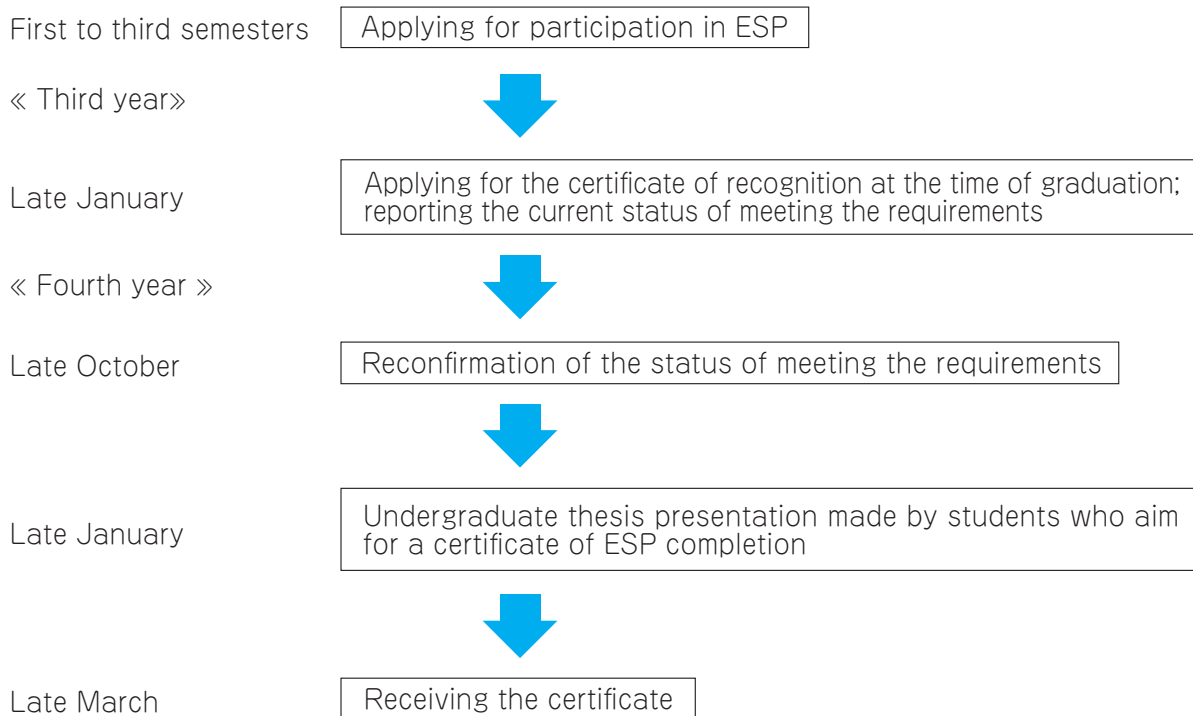 First to third semesters
Applying for participation in ESP
« Third year»
Late January
Applying for the certificate of recognition at the time of graduation;
reporting the current status of meeting the requirements
« Fourth year »
Late October
Reconfirmation of the status of meeting the requirements
Late January
Undergraduate thesis presentation made by students who aim
for a certificate of ESP completion
Late March
Receiving the certificate